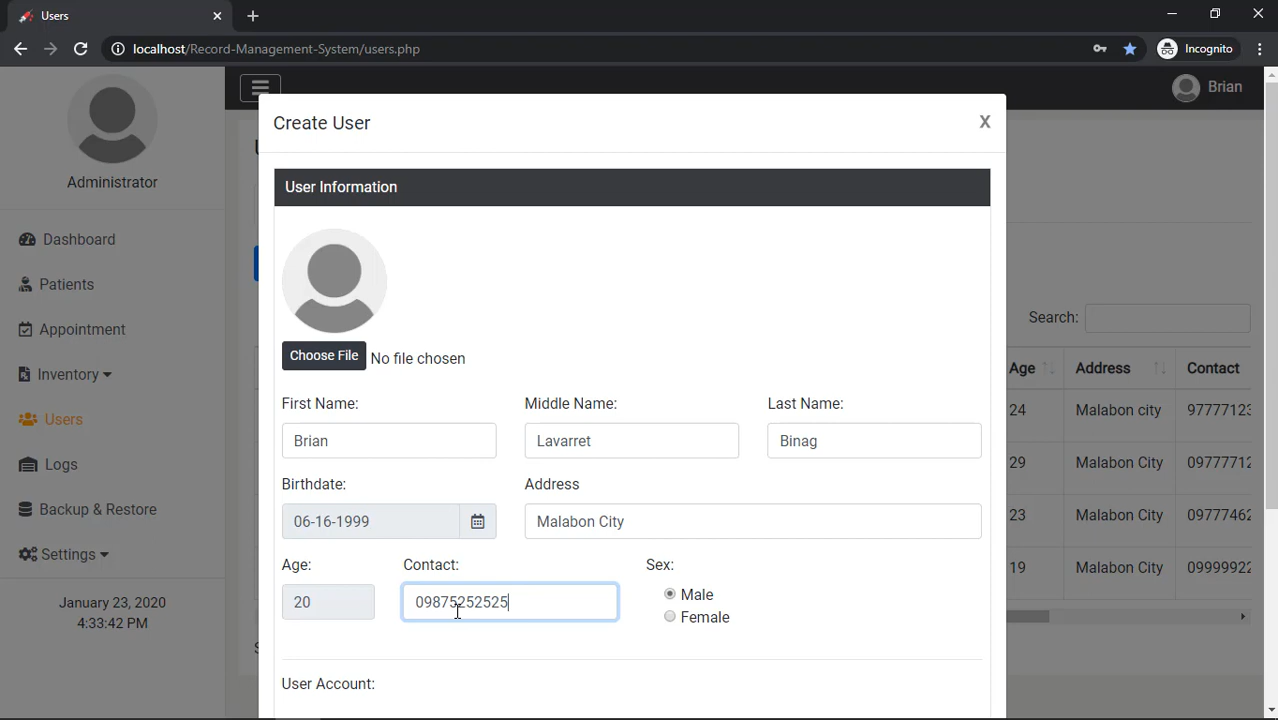 Users
localhost/Record-Management-System/users.php
Incognito
Administrator
Dashboard
Patients
Appointment
Inventory
Users
Logs
Backup & Restore
Settings
January 23, 2020
4:33:42 PM
Brian
Create User
X
User Information
Choose File No file chosen
First Name: Middle Name: Last Name:
Brian Lavarret Binag
Birthdate: Address
06-16-1999 Malabon City
Age: Contact: Sex:
20 09875252525 Male
Female
User Account:
Search:
Age Address Contact
24 Malabon city 97777123
29 Malabon City 09777712
23 Malabon City 09777462
19 Malabon City 09999922